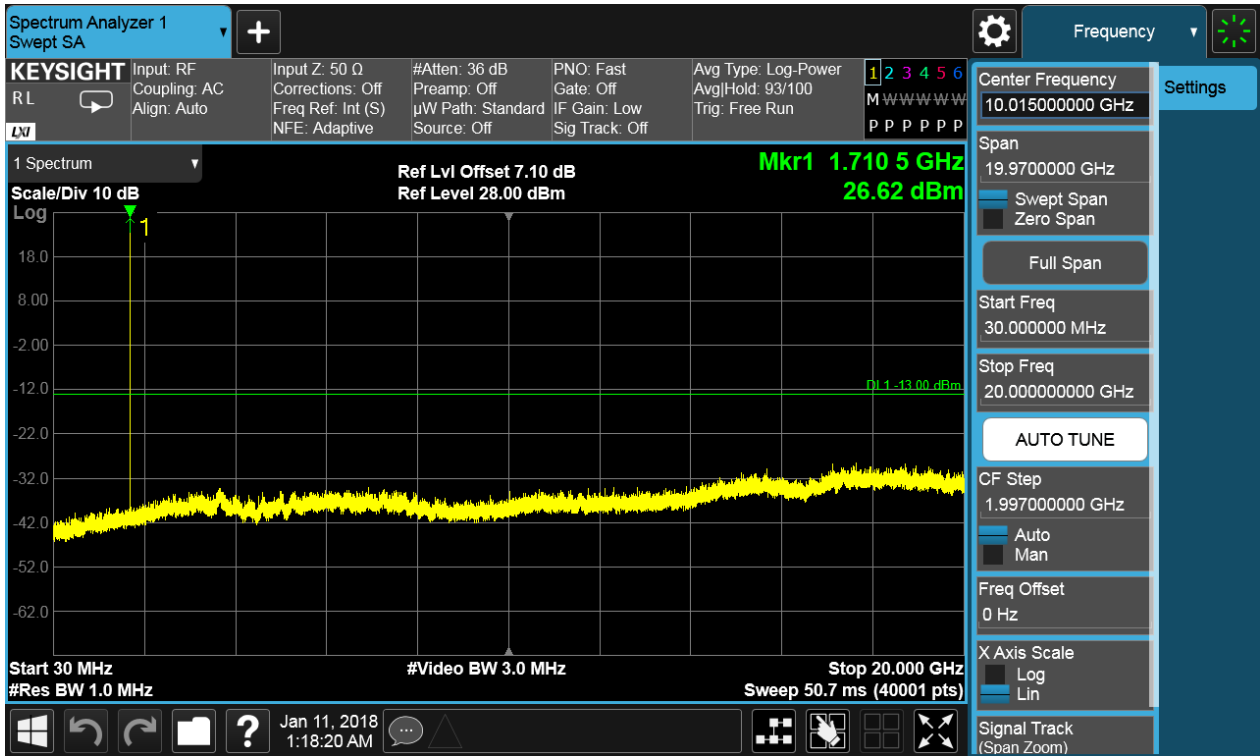 Spectrum Analyzer 1
Swept SA
+
Frequency
KEYSIGHT
RL
LXI
Input: RF
Coupling: AC
Align: Auto
Input Z: 50 Ω
Corrections: Off
Freq Ref: Int (S)
NFE: Adaptive
#Atten: 36 dB
Preamp: Off
µW Path: Standard
Source: Off
PNO: Fast
Gate: Off
IF Gain: Low
Sig Track: Off
Avg Type: Log-Power
Avg|Hold: 93/100
Trig: Free Run
1 2 3 4 5 6
M W W W W W
P P P P P P
1 Spectrum
Scale/Div 10 dB
Log
Ref Lvl Offset 7.10 dB
Ref Level 28.00 dBm
Mkr1 1.710 5 GHz
26.62 dBm
1
18.0
8.00
-2.00
-12.0
DL1 -13.00 dBm
-22.0
-32.0
-42.0
-52.0
-62.0
Start 30 MHz
#Res BW 1.0 MHz
#Video BW 3.0 MHz
Stop 20.000 GHz
Sweep 50.7 ms (40001 pts)
Center Frequency
10.015000000 GHz
Span
19.9700000 GHz
Swept Span
Zero Span
Full Span
Start Freq
30.000000 MHz
Stop Freq
20.000000000 GHz
AUTO TUNE
CF Step
1.997000000 GHz
Auto
Man
Freq Offset
0 Hz
X Axis Scale
Log
Lin
Signal Track
(Span Zoom)
Settings
?
Jan 11, 2018
1:18:20 AM